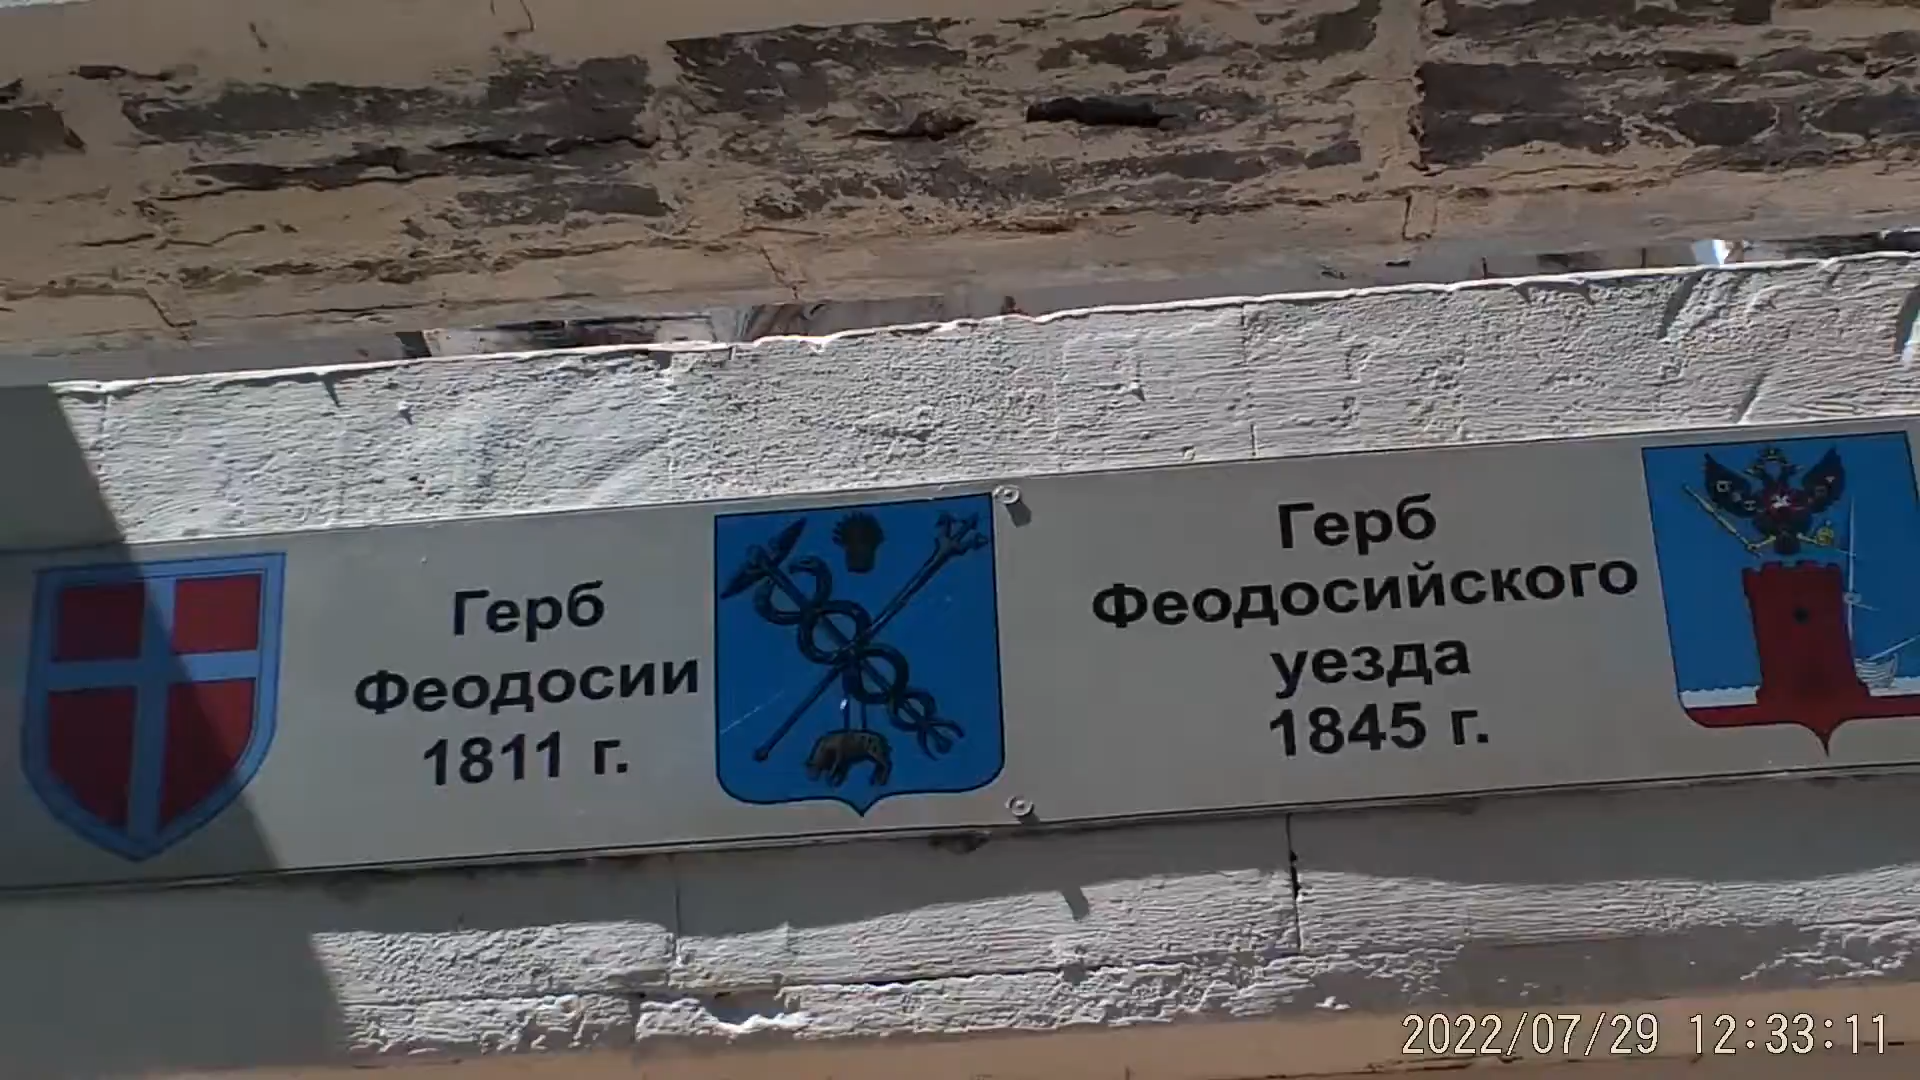 Герб
Феодосии
1811 г.
Герб
Феодосийского
уезда
1845 г.
2022/07/29 12:33:11